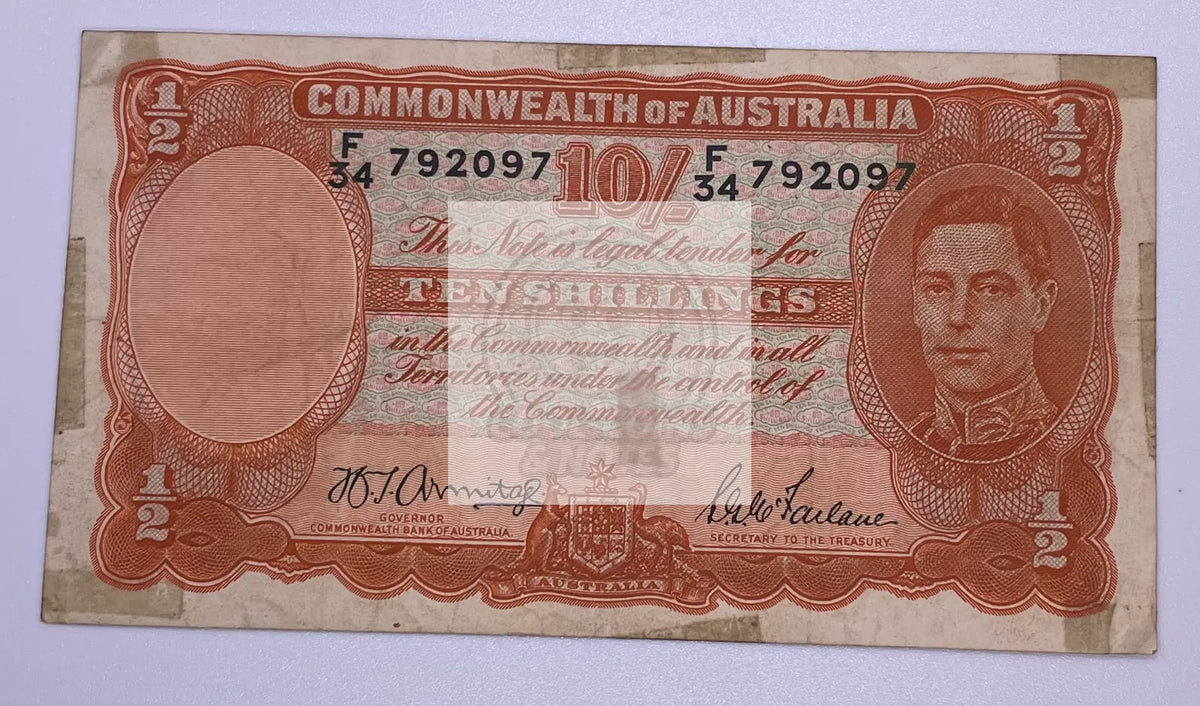 1/2
COMMONWEALTH OF AUSTRALIA
1/2
F/34 792097 10/- F/34 792097
This Note is legal tender for
TEN SHILLINGS
in the Commonwealth and in all
Territories under the control of
the Commonwealth.
1/2
H.T. Armitage
GOVERNOR
COMMONWEALTH BANK OF AUSTRALIA.
S.G. McFarlane
SECRETARY TO THE TREASURY.
1/2
AUSTRALIA